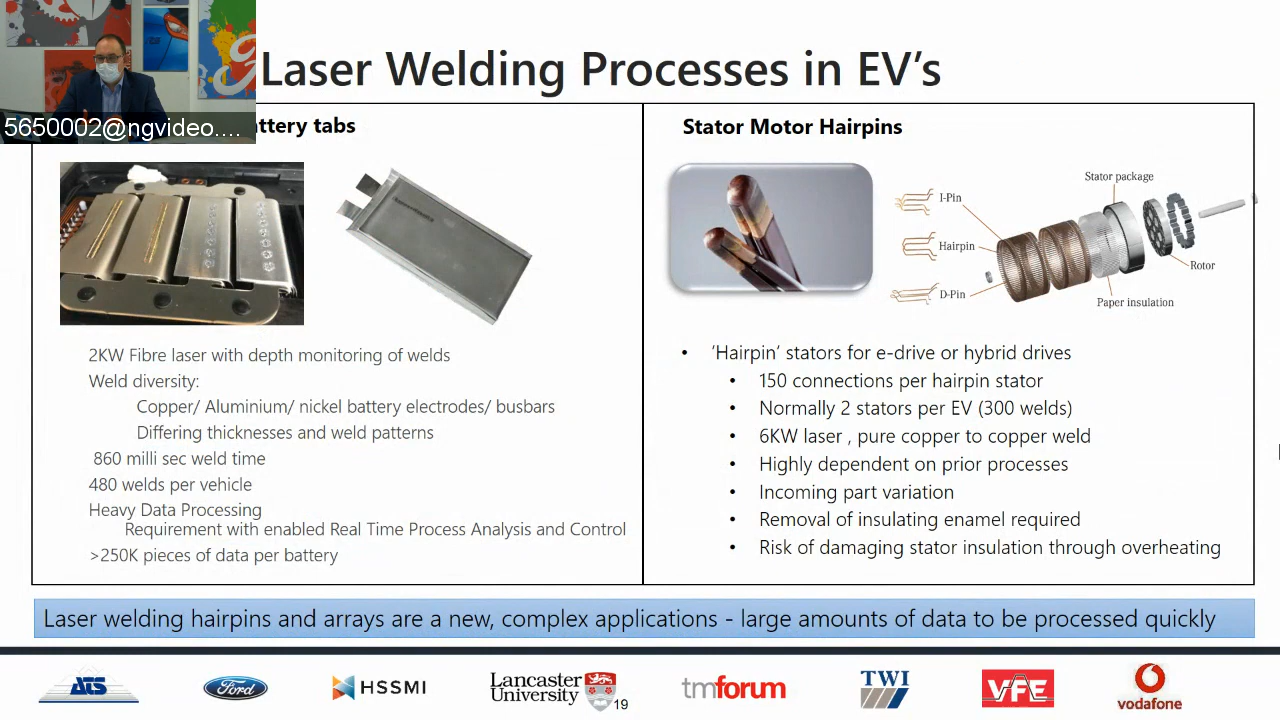 Laser Welding Processes in EV's
5650002@ngvideo....
ttery tabs
Stator Motor Hairpins
Stator package
I-Pin
Hairpin
D-Pin
Rotor
Paper insulation
2KW Fibre laser with depth monitoring of welds
Weld diversity:
Copper/ Aluminium/ nickel battery electrodes/ busbars
Differing thicknesses and weld patterns
860 milli sec weld time
480 welds per vehicle
Heavy Data Processing
Requirement with enabled Real Time Process Analysis and Control
>250K pieces of data per battery
• 'Hairpin' stators for e-drive or hybrid drives
• 150 connections per hairpin stator
• Normally 2 stators per EV (300 welds)
• 6KW laser , pure copper to copper weld
• Highly dependent on prior processes
• Incoming part variation
• Removal of insulating enamel required
• Risk of damaging stator insulation through overheating
Laser welding hairpins and arrays are a new, complex applications - large amounts of data to be processed quickly
ATS
Ford
HSSMI
Lancaster
University
19
tmforum
TWI
VFE
vodafone